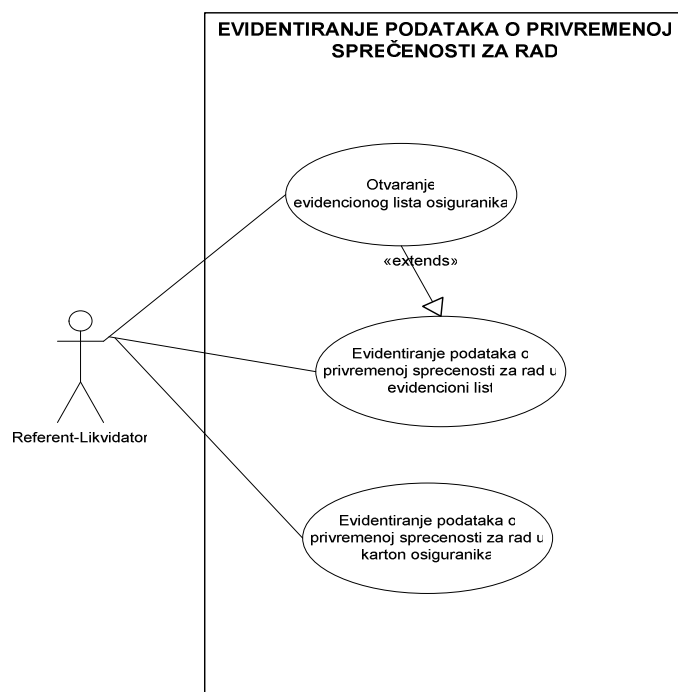 EVIDENTIRANJE PODATAKA O PRIVREMENOJ
SPREČENOSTI ZA RAD
Otvaranje
evidencionog lista osiguranika
«extends»
Evidentiranje podataka o
privremenoj sprecenosti za rad u
evidencioni list
Referent-Likvidator
Evidentiranje podataka o
privremenoj sprecenosti za rad u
karton osiguranika